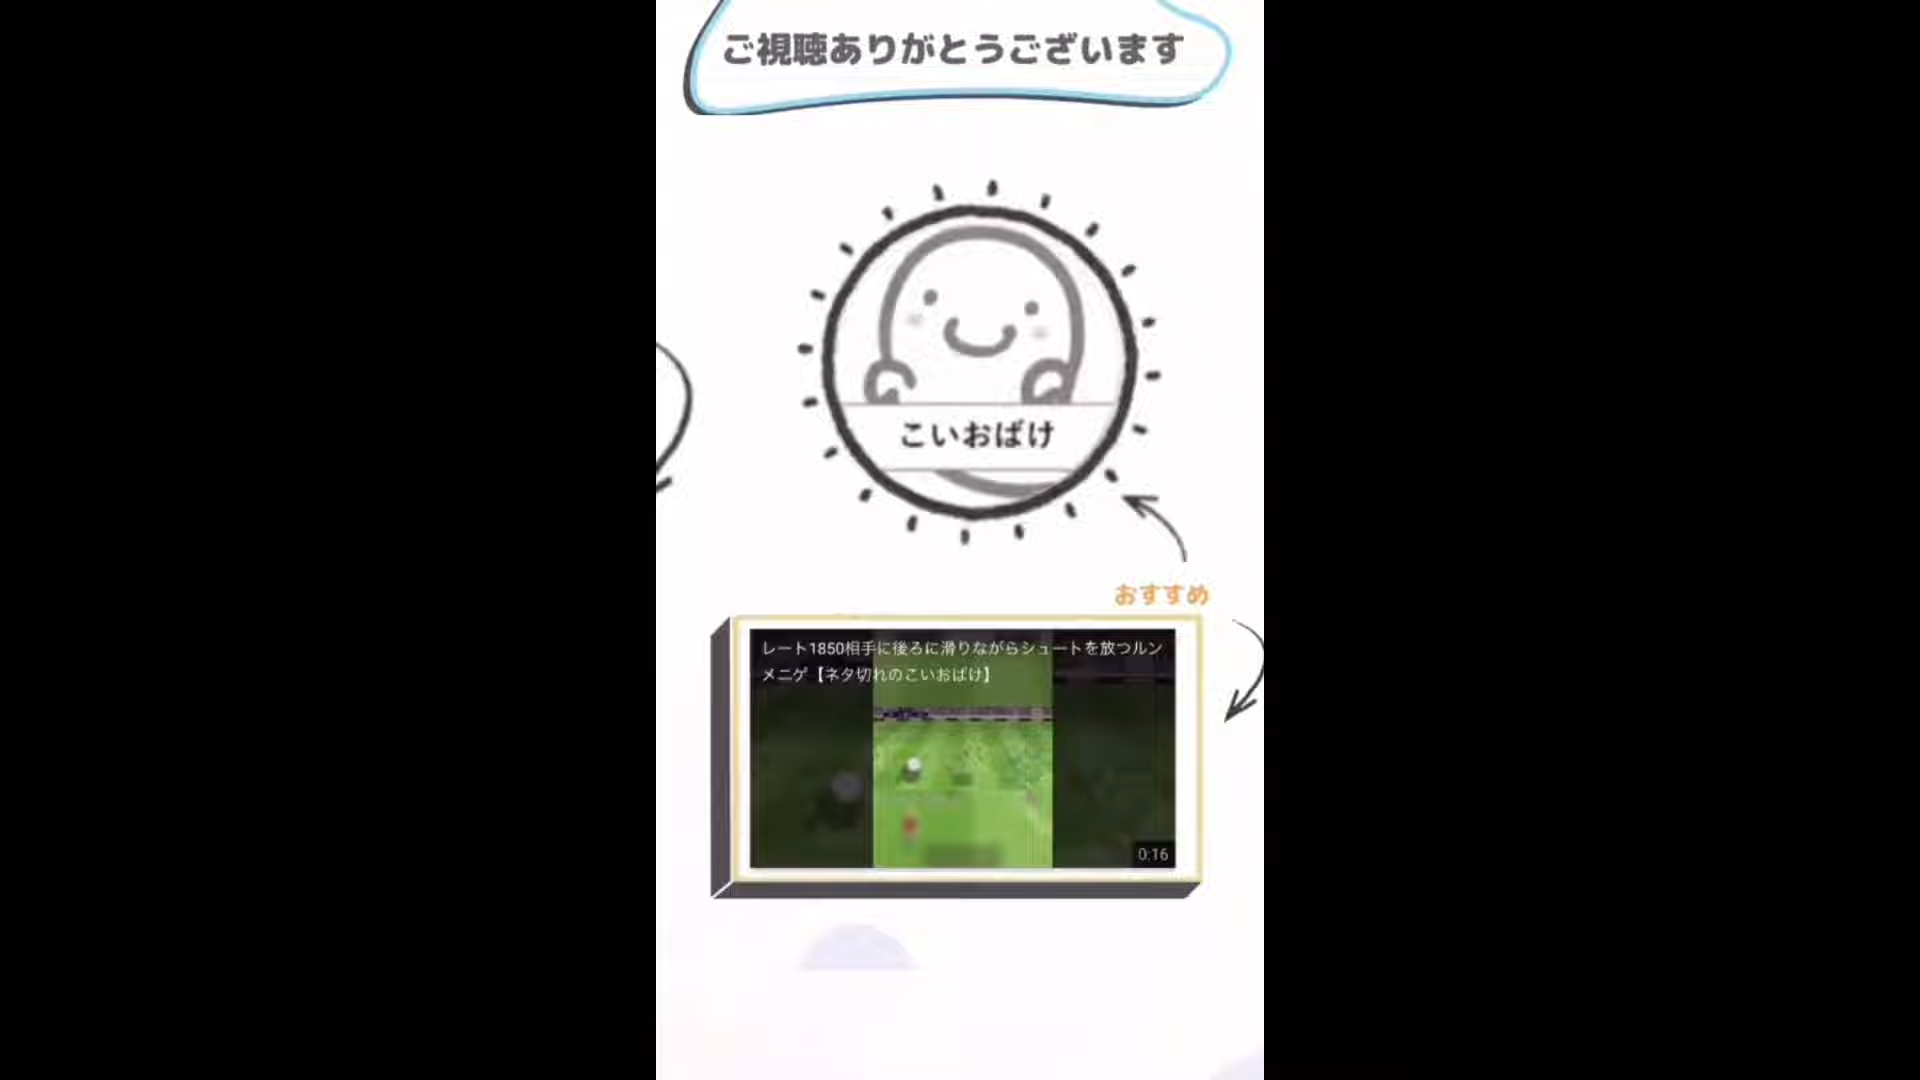 ご視聴ありがとうございます
こいおばけ
おすすめ
レート1850相手に後ろに滑りながらシュートを放つルン
メニゲ【ネタ切れのこいおばけ】
0:16